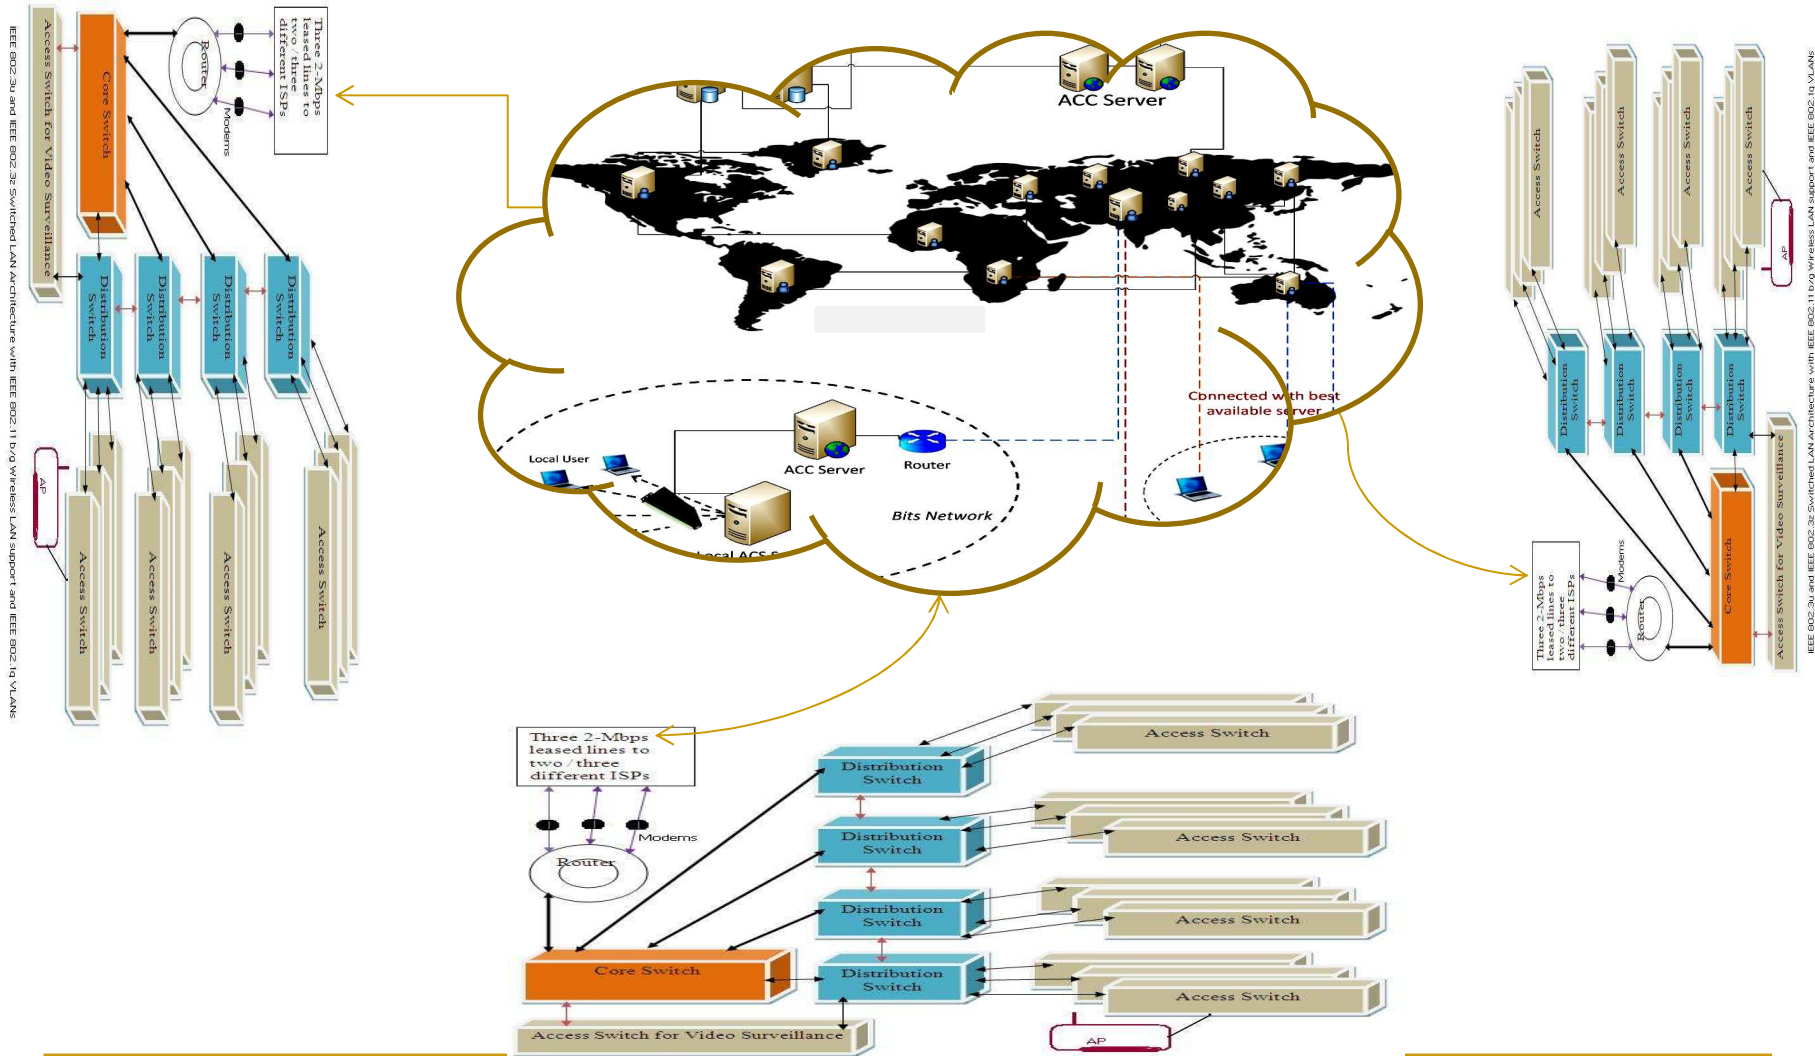 IEEE 802.3u and IEEE 802.3z Switched LAN Architecture with IEEE 802.11 b/g Wireless LAN support and IEEE 802.1q VLANs
Access Switch for Video Surveillance
Core Switch
Router
Modems
Three 2-Mbps
leased lines to
two / three
different ISPs
Distribution
Switch
Distribution
Switch
Distribution
Switch
Distribution
Switch
AP
Access Switch
Access Switch
Access Switch
Access Switch
ACC Server
Connected with best
available server
Local User
ACC Server
Router
Bits Network
Local ACS S
Access Switch
Access Switch
Access Switch
Access Switch
AP
Distribution
Switch
Distribution
Switch
Distribution
Switch
Distribution
Switch
Three 2-Mbps
leased lines to
two / three
different ISPs
Modems
Router
Core Switch
Access Switch for Video Surveillance
IEEE 802.3u and IEEE 802.3z Switched LAN Architecture with IEEE 802.11 b/g Wireless LAN support and IEEE 802.1q VLANs
Three 2-Mbps
leased lines to
two / three
different ISPs
Modems
Router
Distribution
Switch
Access Switch
Distribution
Switch
Access Switch
Distribution
Switch
Access Switch
Core Switch
Distribution
Switch
Access Switch
Access Switch for Video Surveillance
AP